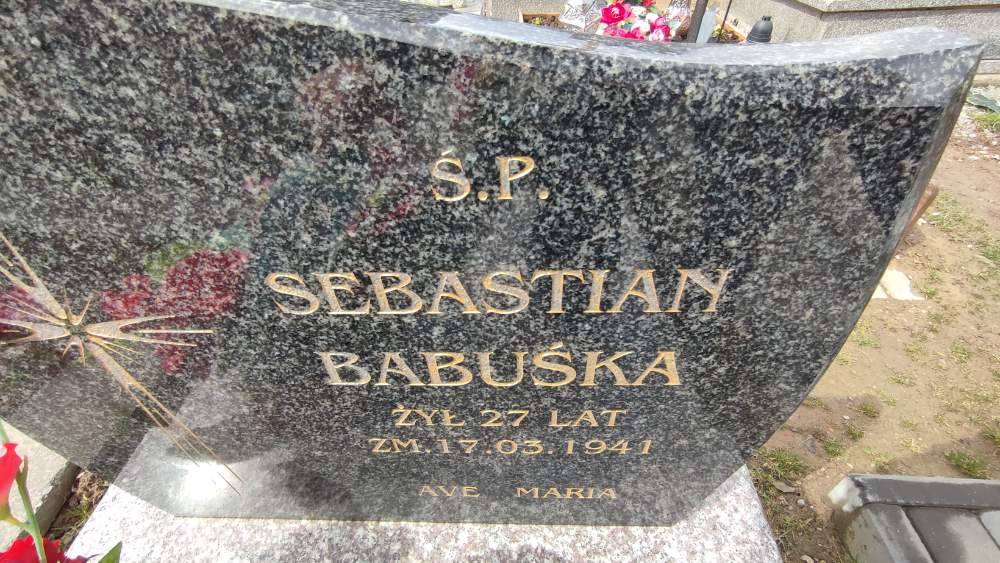 Ś.P.
SEBASTIAN
BABUŚKA
ŻYŁ 27 LAT
ZM. 17.03.1941
AVE MARIA